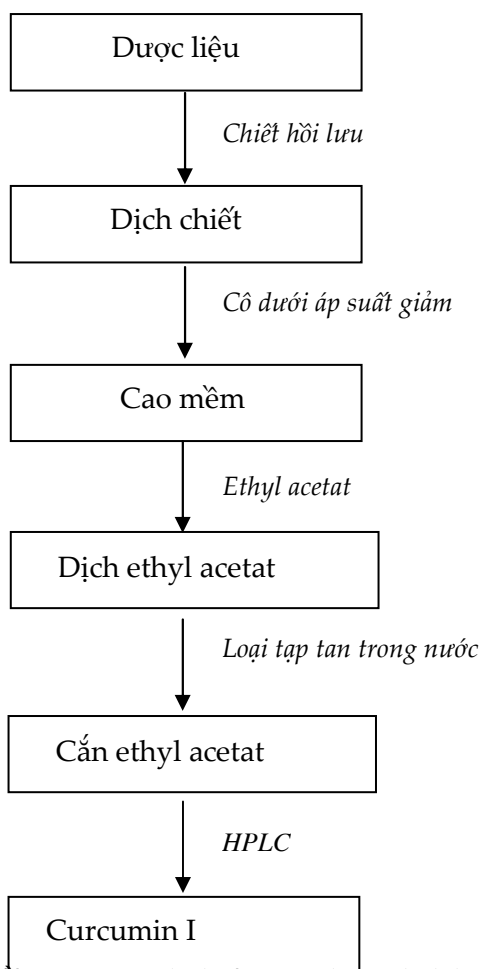 Dược liệu
Chiết hồi lưu
Dịch chiết
Cô dưới áp suất giảm
Cao mềm
Ethyl acetat
Dịch ethyl acetat
Loại tạp tan trong nước
Cắn ethyl acetat
HPLC
Curcumin I